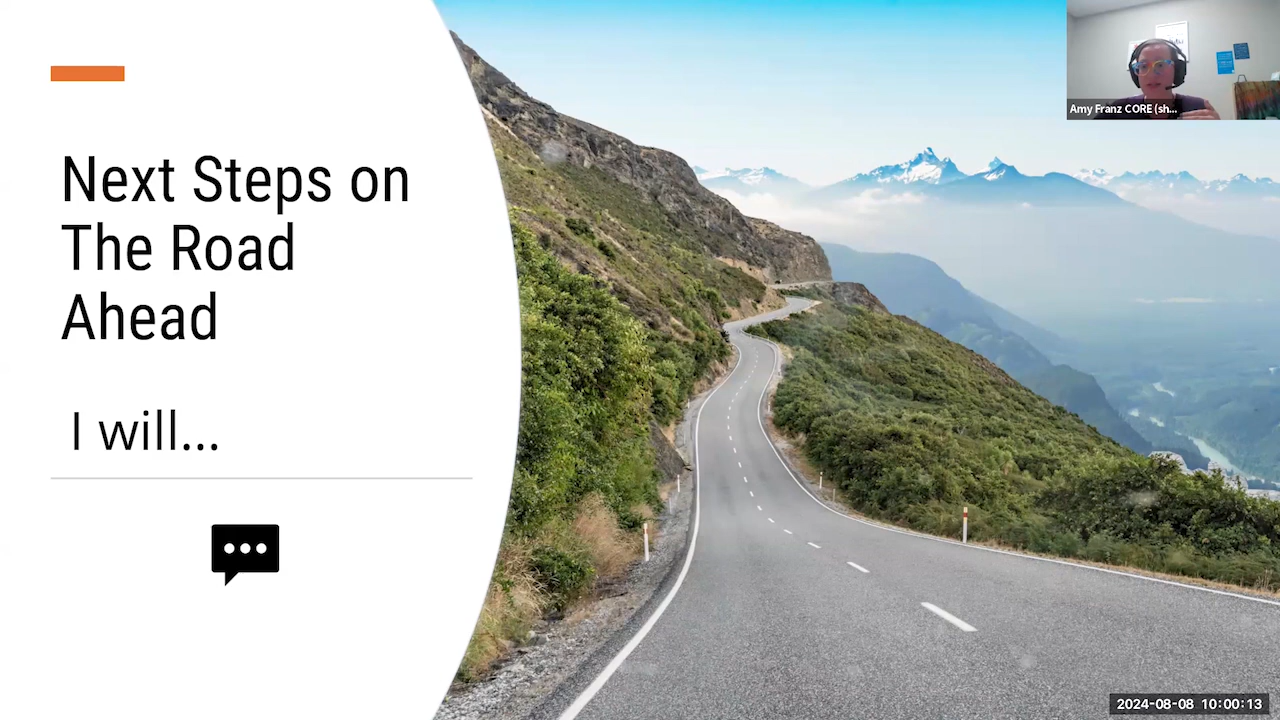 Next Steps on
The Road
Ahead
I will...
Amy Franz CORE (sh...
2024-08-08 10:00:13